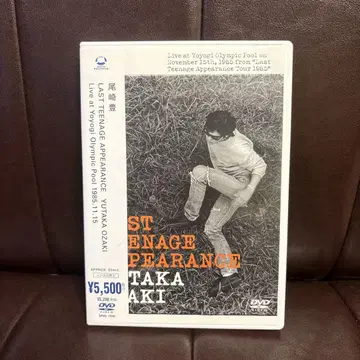 Live at Yoyogi Olympic Pool on
November 15th, 1985 from "Last
Teenage Appearance Tour 1985"
尾崎豊
LAST TEENAGE APPEARANCE YUTAKA OZAKI
Live at Yoyogi Olympic Pool 1985.11.15
¥5,500
ST
ENAGE
PEARANCE
TAKA
AKI
DVD
VIDEO
DVD